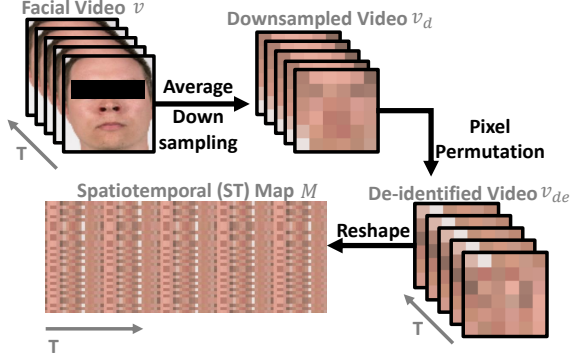 Facial Video v
Downsampled Video v_d
Average
Down
sampling
T
Pixel
Permutation
Spatiotemporal (ST) Map M
De-identified Video v_de
Reshape
T
T